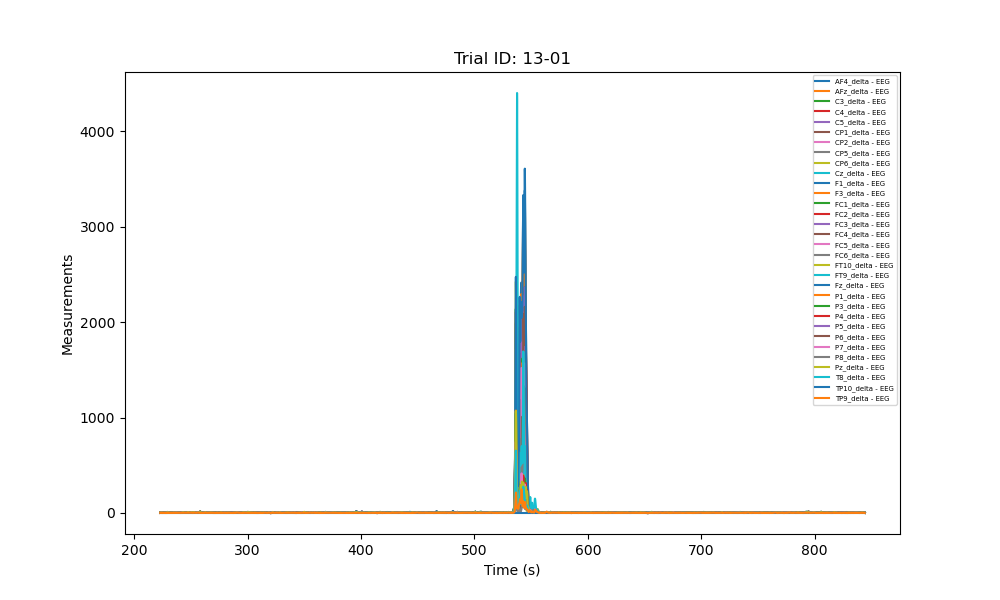 Trial ID: 13-01
Measurements
4000
3000
2000
1000
0
200
300
400
500
600
700
800
Time (s)
AF4_delta - EEG
AFz_delta - EEG
C3_delta - EEG
C4_delta - EEG
C5_delta - EEG
CP1_delta - EEG
CP2_delta - EEG
CP5_delta - EEG
CP6_delta - EEG
Cz_delta - EEG
F1_delta - EEG
F3_delta - EEG
FC1_delta - EEG
FC2_delta - EEG
FC3_delta - EEG
FC4_delta - EEG
FC5_delta - EEG
FC6_delta - EEG
FT10_delta - EEG
FT9_delta - EEG
Fz_delta - EEG
P1_delta - EEG
P3_delta - EEG
P4_delta - EEG
P5_delta - EEG
P6_delta - EEG
P7_delta - EEG
P8_delta - EEG
Pz_delta - EEG
T8_delta - EEG
TP10_delta - EEG
TP9_delta - EEG